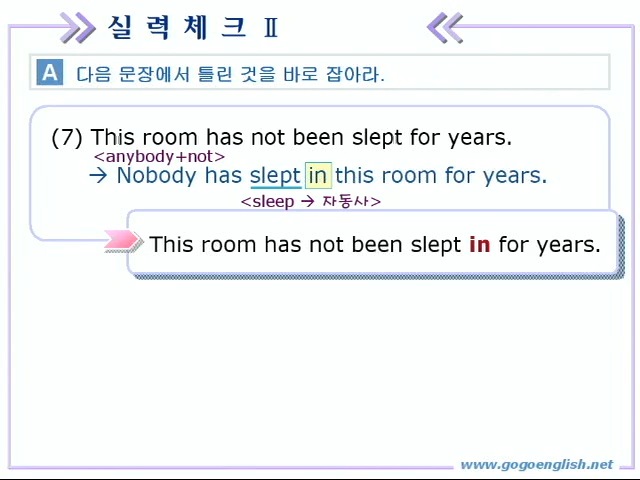 실 력 체 크 Ⅱ
A 다음 문장에서 틀린 것을 바로 잡아라.
(7) This room has not been slept for years.
<anybody+not>
→ Nobody has slept in this room for years.
<sleep → 자동사>
This room has not been slept in for years.
www.gogoenglish.net